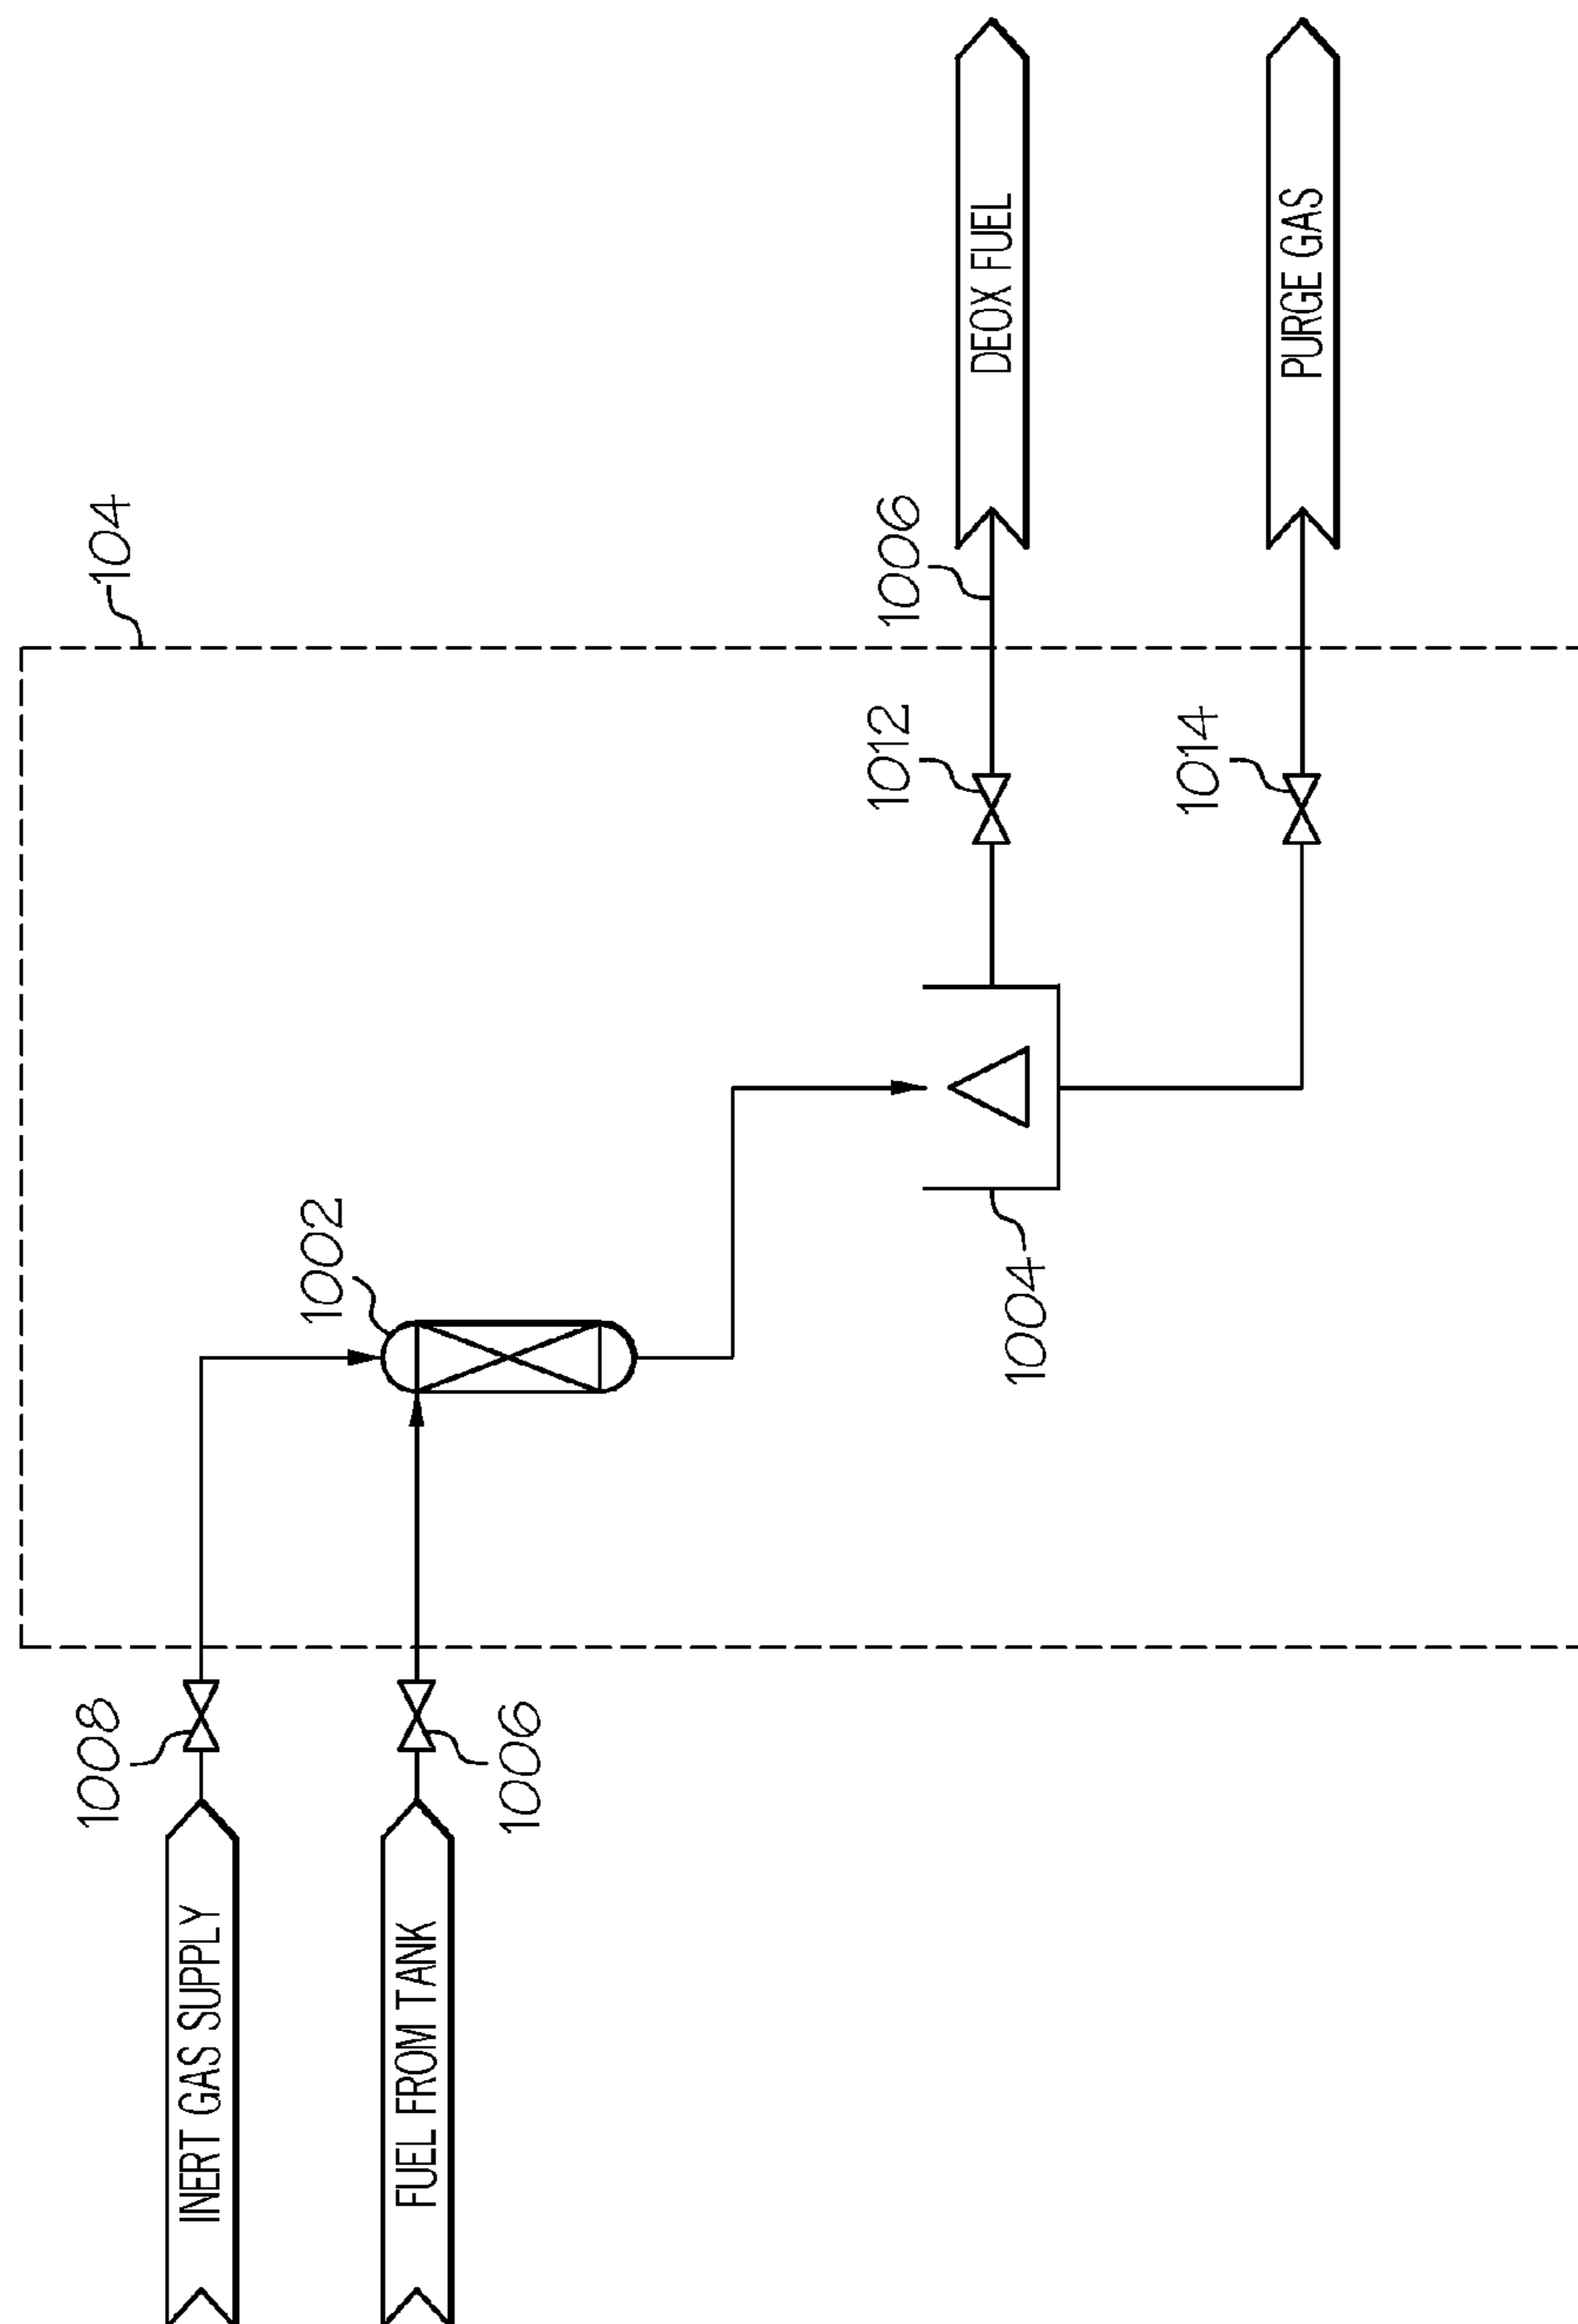 104
1002
1008
INERT GAS SUPPLY
FUEL FROM TANK
1006
1012
1006
DEOX FUEL
1004
1014
PURGE GAS